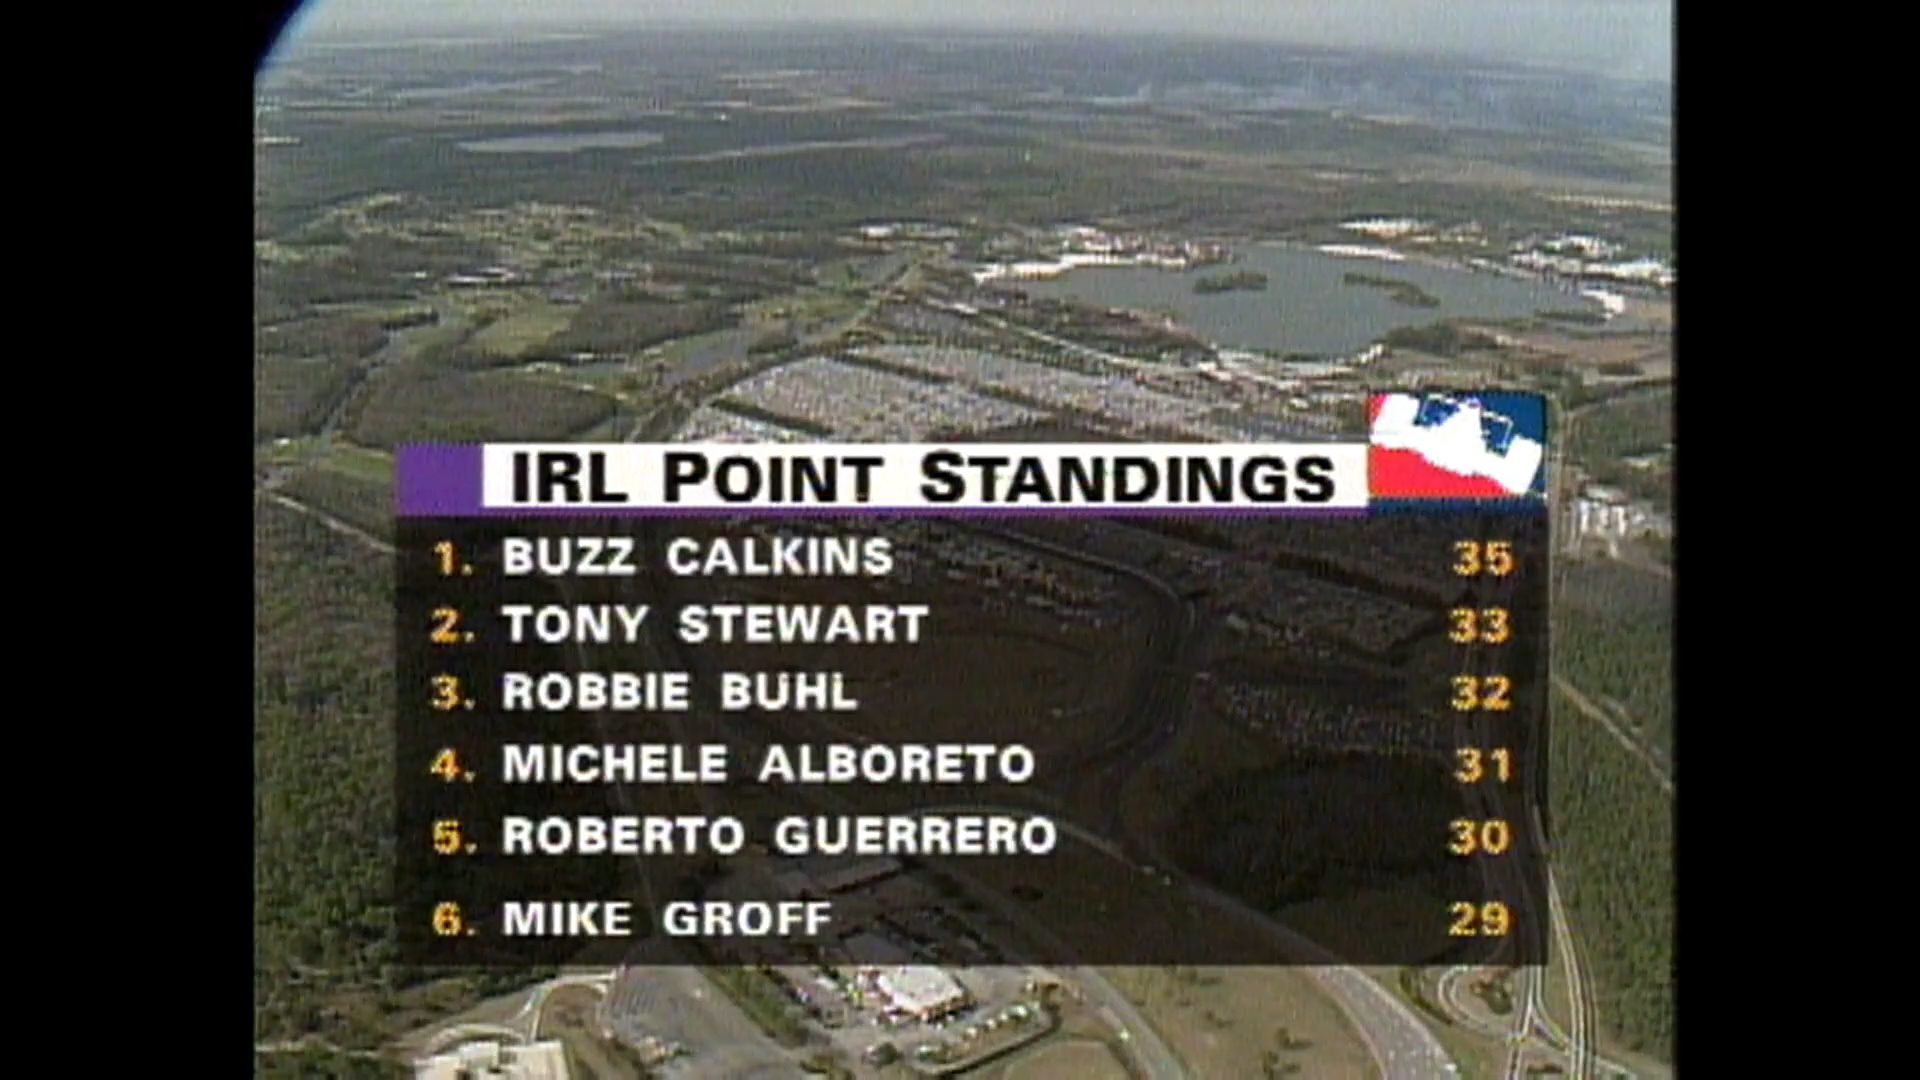 IRL POINT STANDINGS
1. BUZZ CALKINS 35
2. TONY STEWART 33
3. ROBBIE BUHL 32
4. MICHELE ALBORETO 31
5. ROBERTO GUERRERO 30
6. MIKE GROFF 29